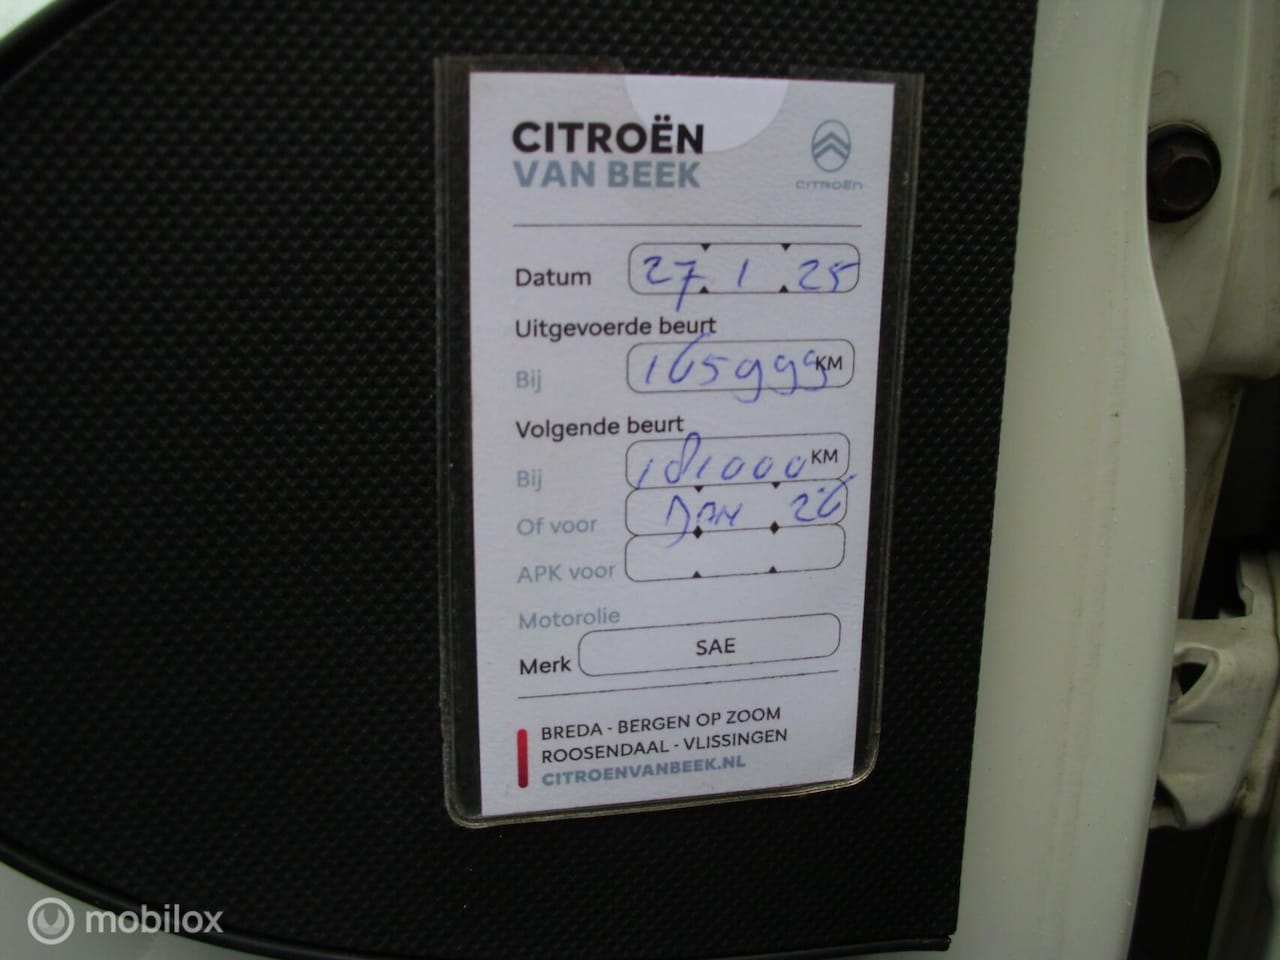 CITROËN
VAN BEEK
CITROËN
Datum 27 1 25
Uitgevoerde beurt
Bij 165999 KM
Volgende beurt
Bij 181000 KM
Of voor JAN 26
APK voor
Motorolie
Merk SAE
BREDA - BERGEN OP ZOOM
ROOSENDAAL - VLISSINGEN
CITROENVANBEEK.NL
mobilox